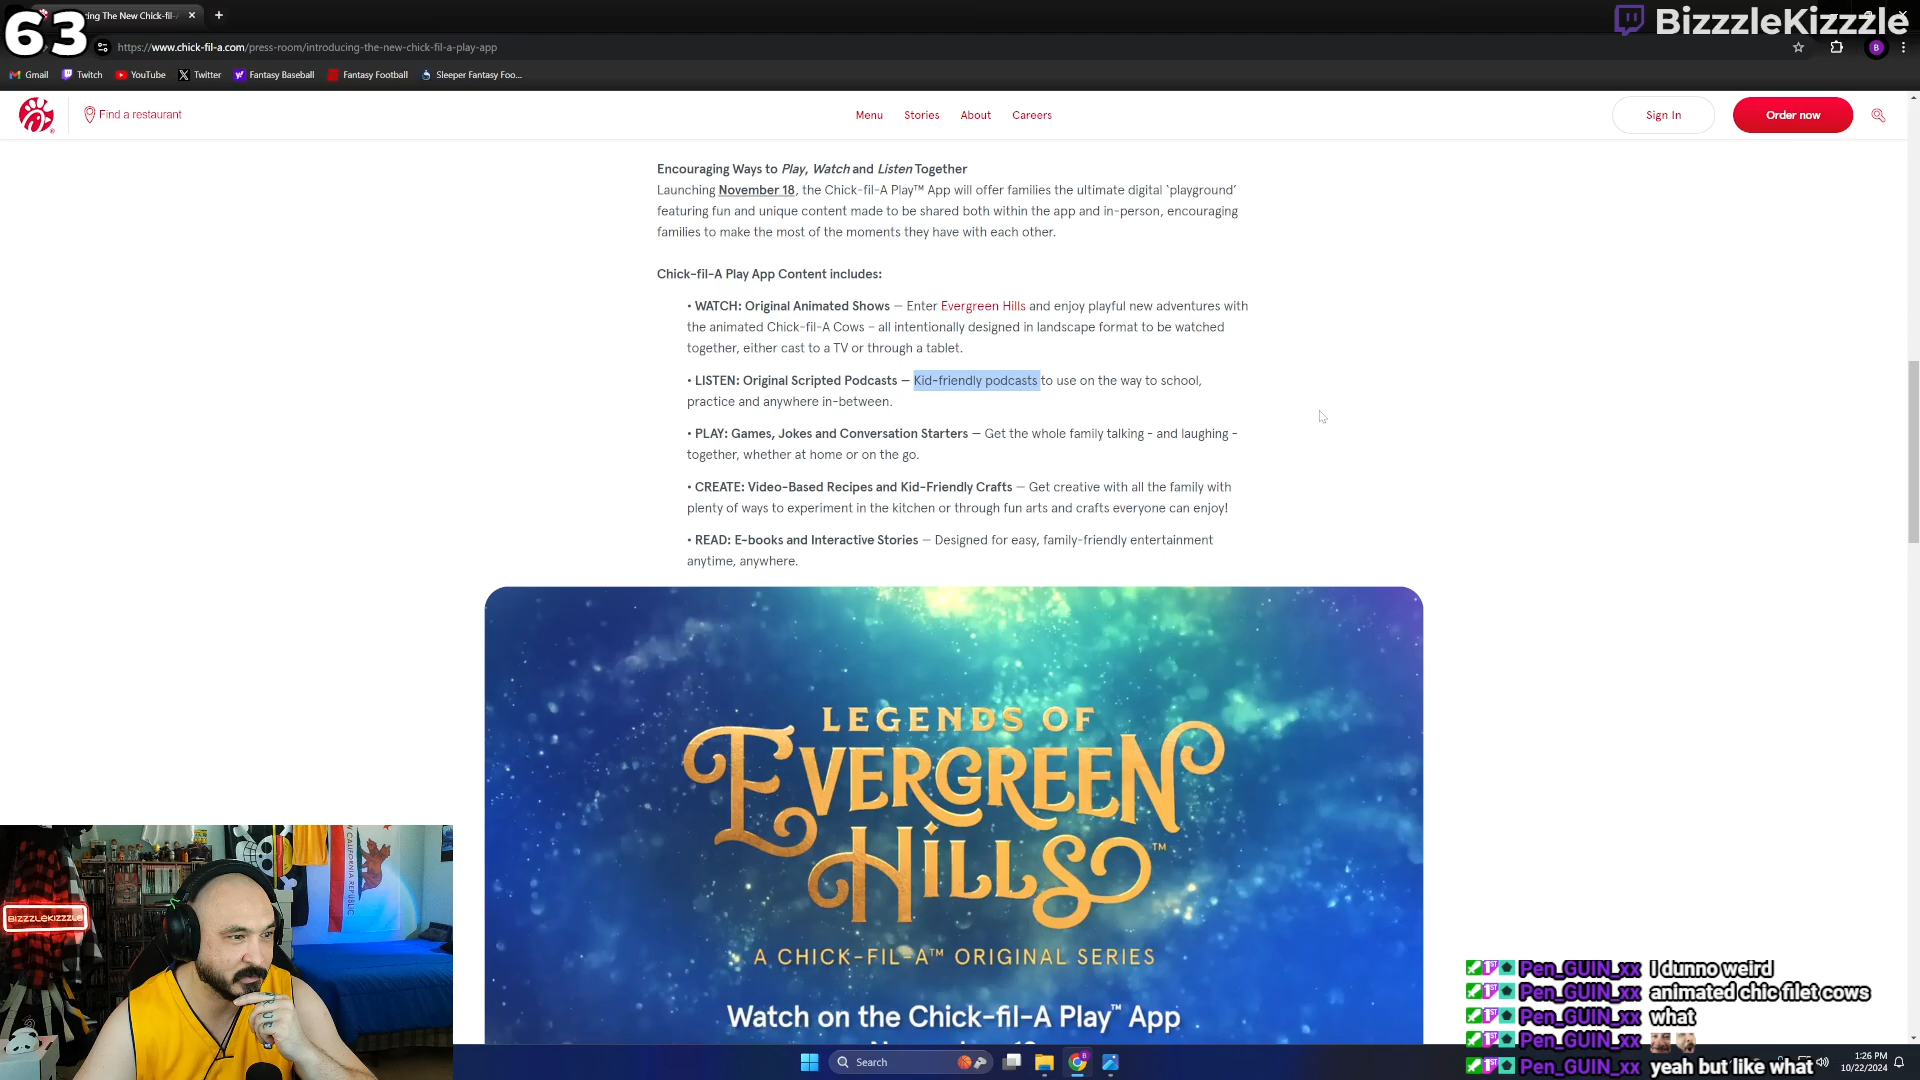 63
cing The New Chick-fil-
BizzzleKizzzle
https://www.chick-fil-a.com/press-room/introducing-the-new-chick-fil-a-play-app
B
Gmail Twitch YouTube Twitter Fantasy Baseball Fantasy Football Sleeper Fantasy Foo...
Find a restaurant Menu Stories About Careers Sign In Order now
Encouraging Ways to Play, Watch and Listen Together
Launching November 18, the Chick-fil-A Play™ App will offer families the ultimate digital ‘playground’
featuring fun and unique content made to be shared both within the app and in-person, encouraging
families to make the most of the moments they have with each other.
Chick-fil-A Play App Content includes:
• WATCH: Original Animated Shows — Enter Evergreen Hills and enjoy playful new adventures with
the animated Chick-fil-A Cows – all intentionally designed in landscape format to be watched
together, either cast to a TV or through a tablet.
• LISTEN: Original Scripted Podcasts — Kid-friendly podcasts to use on the way to school,
practice and anywhere in-between.
• PLAY: Games, Jokes and Conversation Starters — Get the whole family talking - and laughing -
together, whether at home or on the go.
• CREATE: Video-Based Recipes and Kid-Friendly Crafts — Get creative with all the family with
plenty of ways to experiment in the kitchen or through fun arts and crafts everyone can enjoy!
• READ: E-books and Interactive Stories — Designed for easy, family-friendly entertainment
anytime, anywhere.
LEGENDS OF
EVERGREEN
HILLS™
A CHICK-FIL-A™ ORIGINAL SERIES
Watch on the Chick-fil-A Play™ App
CALIFORNIA REPUBLIC
BIZZZLEKIZZZLE
Pen_GUIN_xx I dunno weird
Pen_GUIN_xx animated chic filet cows
Pen_GUIN_xx what
Pen_GUIN_xx
Pen_GUIN_xx yeah but like what
Search
1:26 PM
10/22/2024